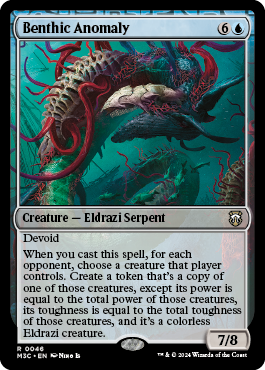 Benthic Anomaly 6
Creature — Eldrazi Serpent
Devoid
When you cast this spell, for each
opponent, choose a creature that player
controls. Create a token that's a copy of
one of those creatures, except its power is
equal to the total power of those creatures,
its toughness is equal to the total toughness
of those creatures, and it's a colorless
Eldrazi creature.
7/8
R 0046
M3C • EN Nino Is
™ & © 2024 Wizards of the Coast